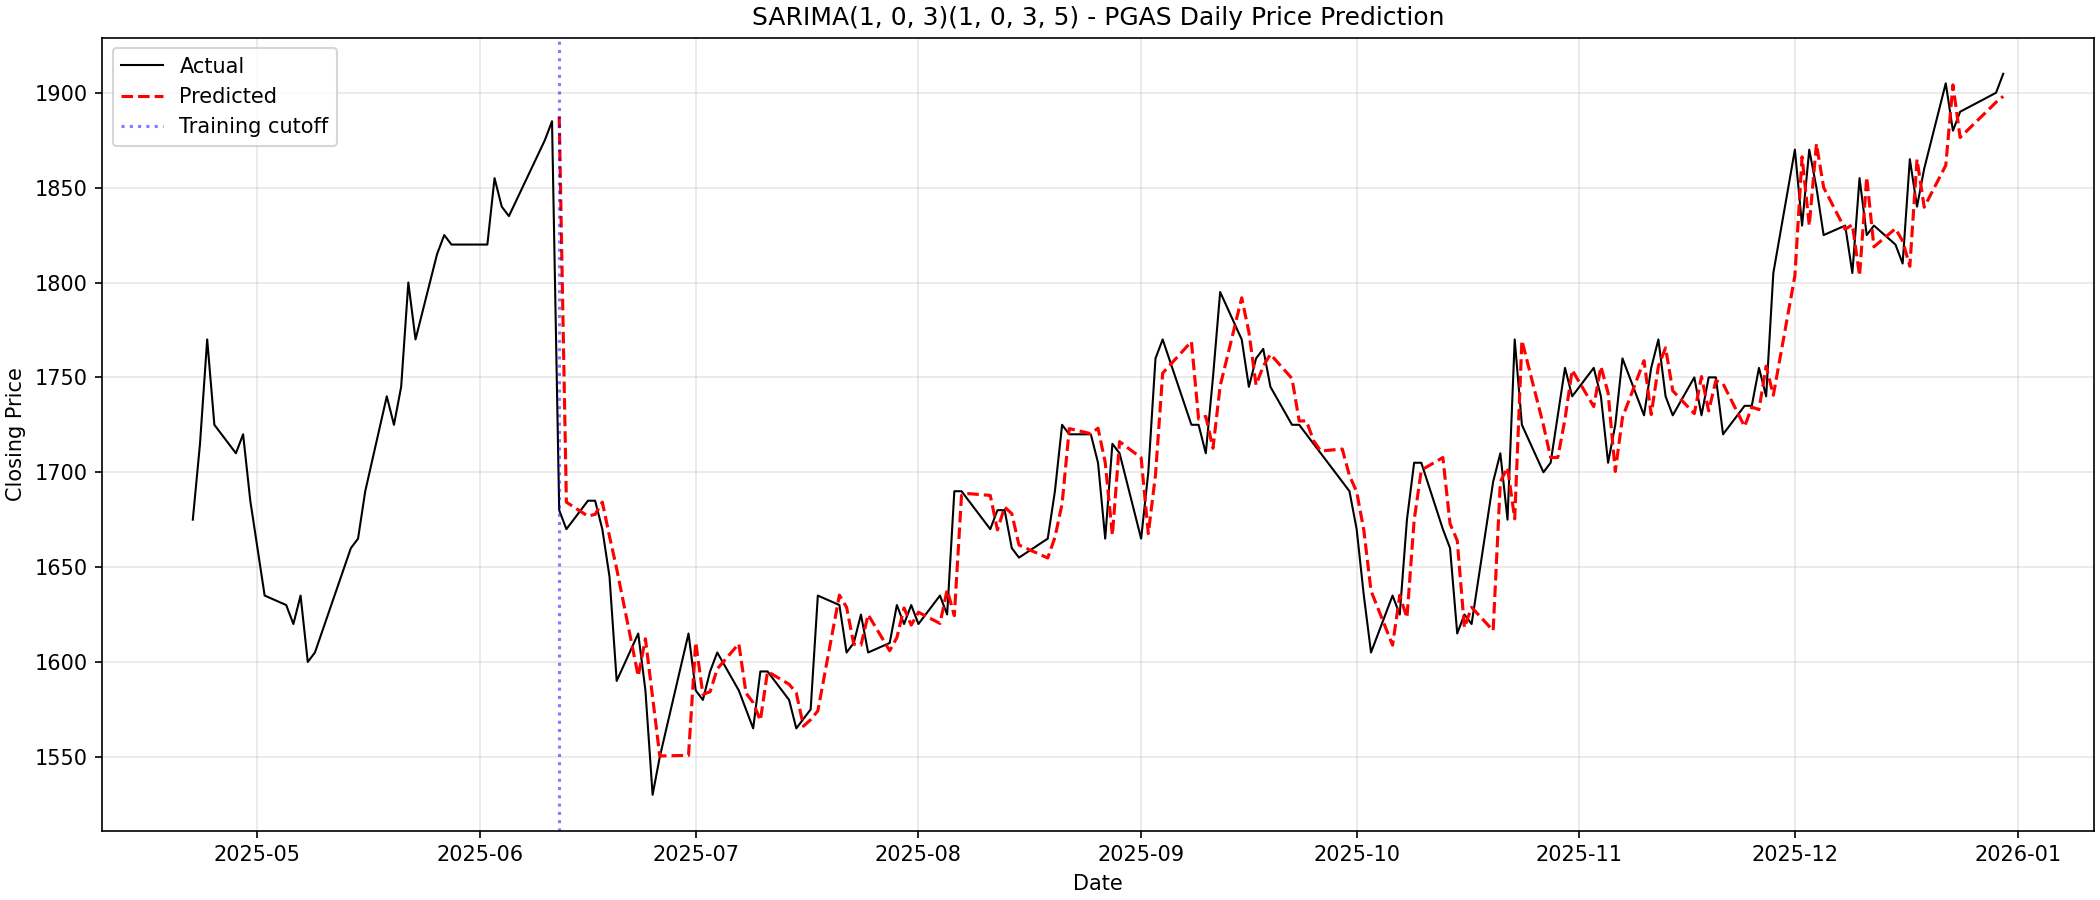 SARIMA(1, 0, 3)(1, 0, 3, 5) - PGAS Daily Price Prediction
Actual
Predicted
Training cutoff
Closing Price
1900
1850
1800
1750
1700
1650
1600
1550
2025-05
2025-06
2025-07
2025-08
2025-09
2025-10
2025-11
2025-12
2026-01
Date